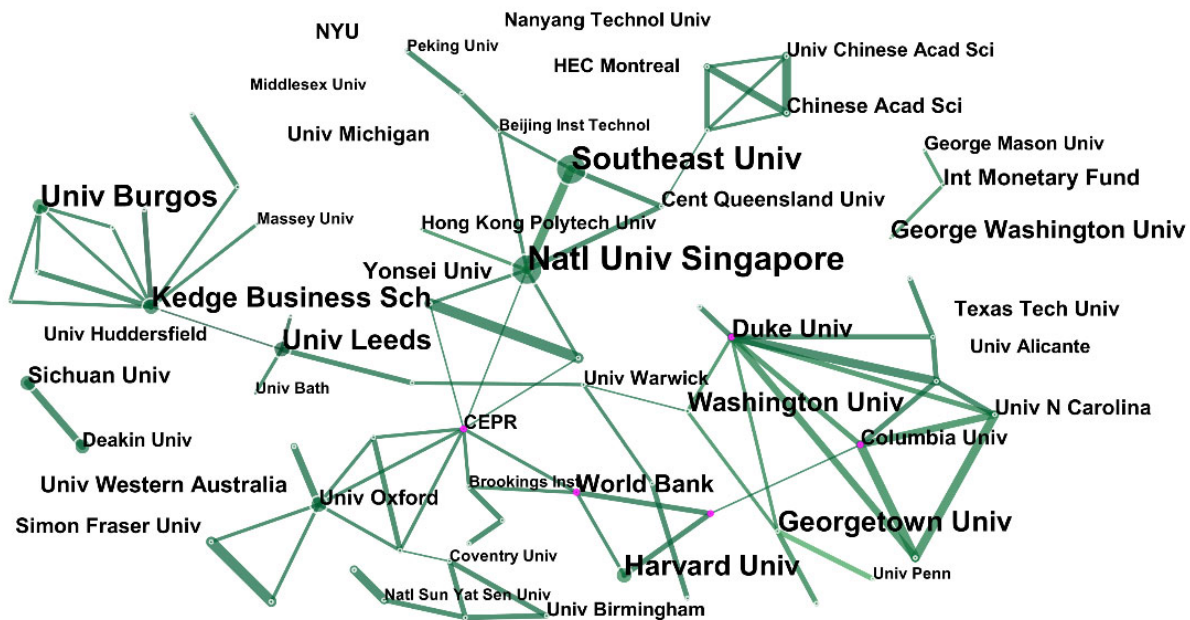 Nanyang Technol Univ
NYU
Peking Univ
Univ Chinese Acad Sci
HEC Montreal
Middlesex Univ
Chinese Acad Sci
Beijing Inst Technol
Univ Michigan
George Mason Univ
Southeast Univ
Int Monetary Fund
Univ Burgos
Cent Queensland Univ
Massey Univ
Hong Kong Polytech Univ
George Washington Univ
Natl Univ Singapore
Yonsei Univ
Kedge Business Sch
Texas Tech Univ
Duke Univ
Univ Huddersfield
Univ Leeds
Univ Alicante
Sichuan Univ
Univ Bath
Univ Warwick
Washington Univ
Univ N Carolina
CEPR
Deakin Univ
Columbia Univ
Univ Western Australia
Brookings Inst
World Bank
Univ Oxford
Simon Fraser Univ
Georgetown Univ
Coventry Univ
Harvard Univ
Univ Penn
Natl Sun Yat Sen Univ
Univ Birmingham